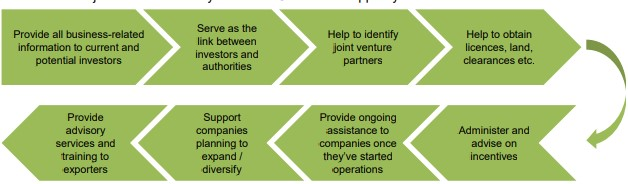 Provide all business-related
information to current and
potential investors
Serve as the
link between
investors and
authorities
Help to identify
joint venture
partners
Help to obtain
licences, land,
clearances etc.
Administer and
advise on
incentives
Provide ongoing
assistance to
companies once
they've started
operations
Support
companies
planning to
expand /
diversify
Provide
advisory
services and
training to
exporters